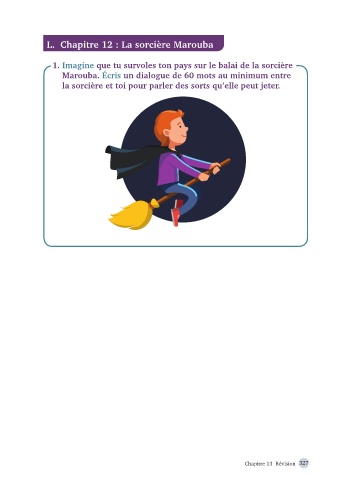 L. Chapitre 12 : La sorcière Marouba
1. Imagine que tu survoles ton pays sur le balai de la sorcière
Marouba. Écris un dialogue de 60 mots au minimum entre
la sorcière et toi pour parler des sorts qu'elle peut jeter.
Chapitre 13 Révision 327